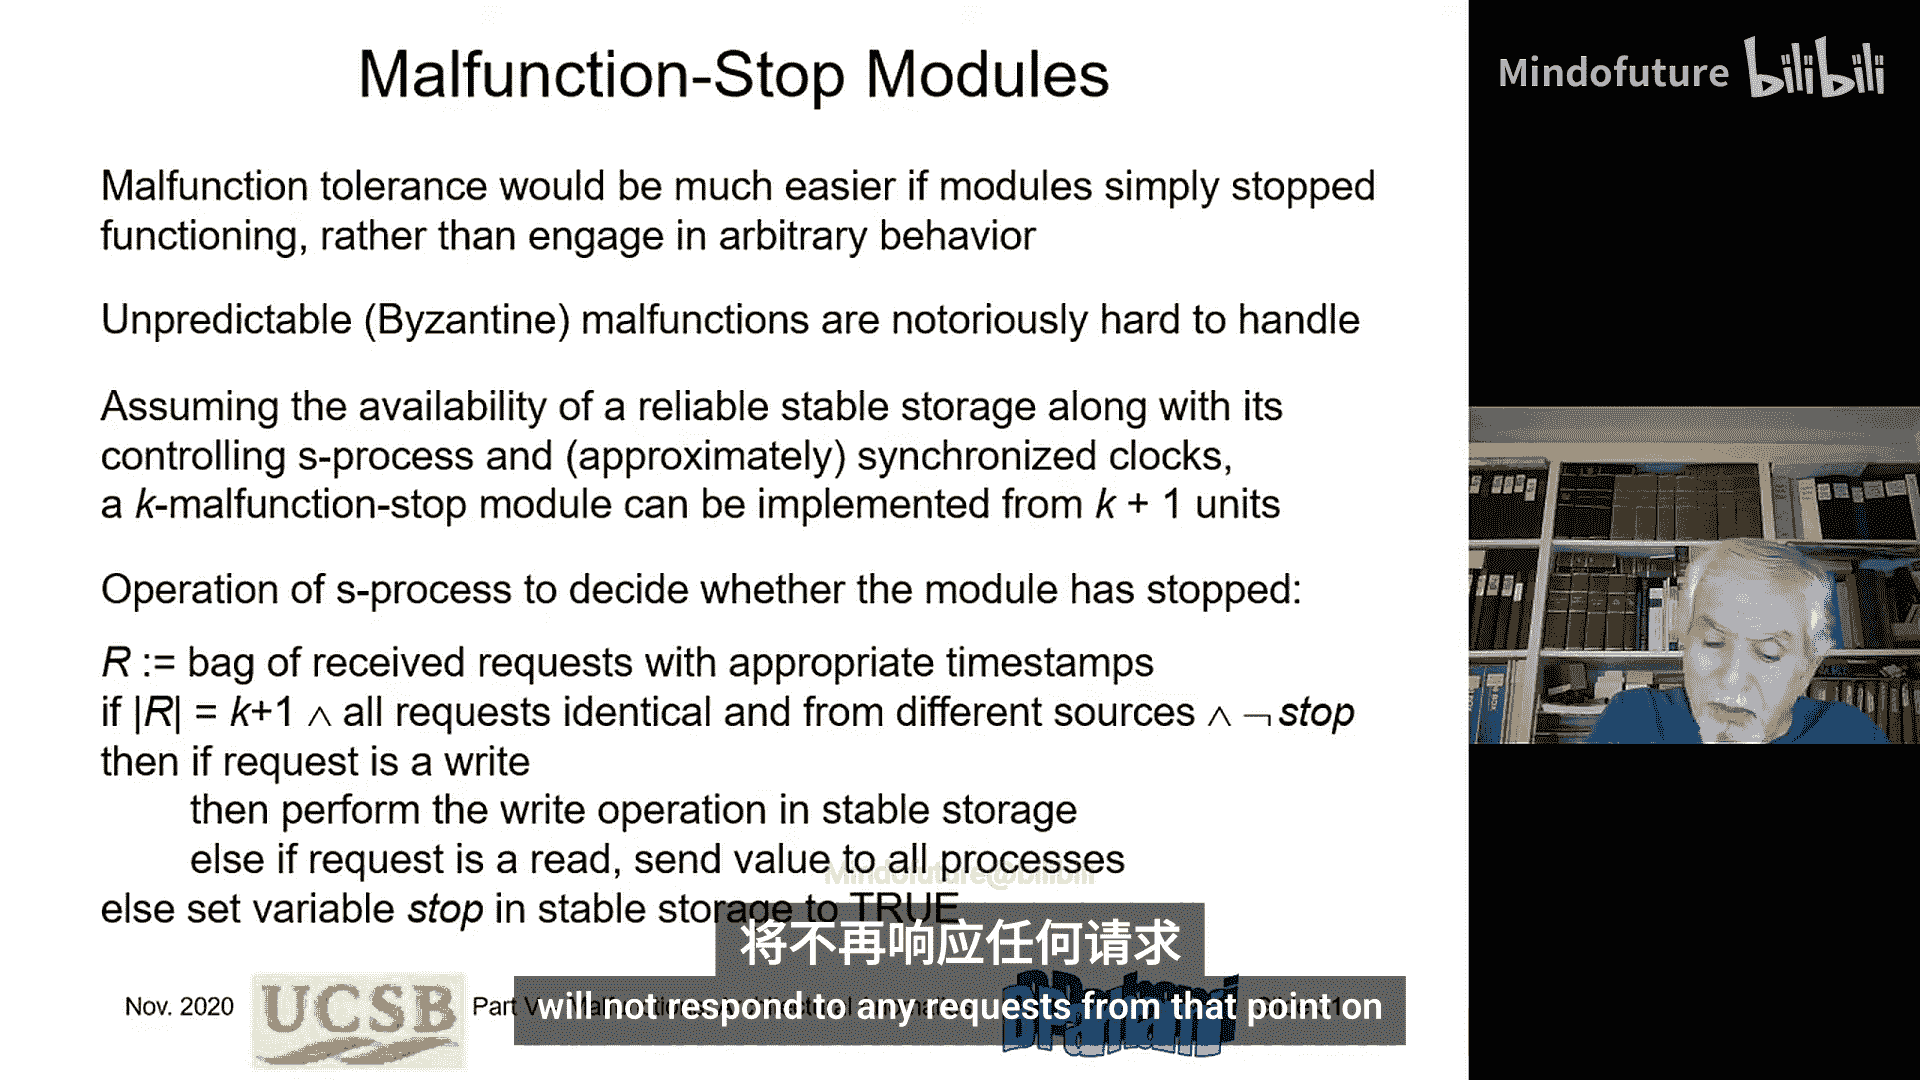 Malfunction-Stop Modules
Mindofuture bilibili
Malfunction tolerance would be much easier if modules simply stopped
functioning, rather than engage in arbitrary behavior
Unpredictable (Byzantine) malfunctions are notoriously hard to handle
Assuming the availability of a reliable stable storage along with its
controlling s-process and (approximately) synchronized clocks,
a k-malfunction-stop module can be implemented from k + 1 units
Operation of s-process to decide whether the module has stopped:
R := bag of received requests with appropriate timestamps
if |R| = k+1 ∧ all requests identical and from different sources ∧ ¬ stop
then if request is a write
then perform the write operation in stable storage
else if request is a read, send value to all processes
Mindofuture@bilibili
else set variable stop in stable storage to TRUE
将不再响应任何请求
Nov. 2020
UCSB
Part
will not respond to any requests from that point on